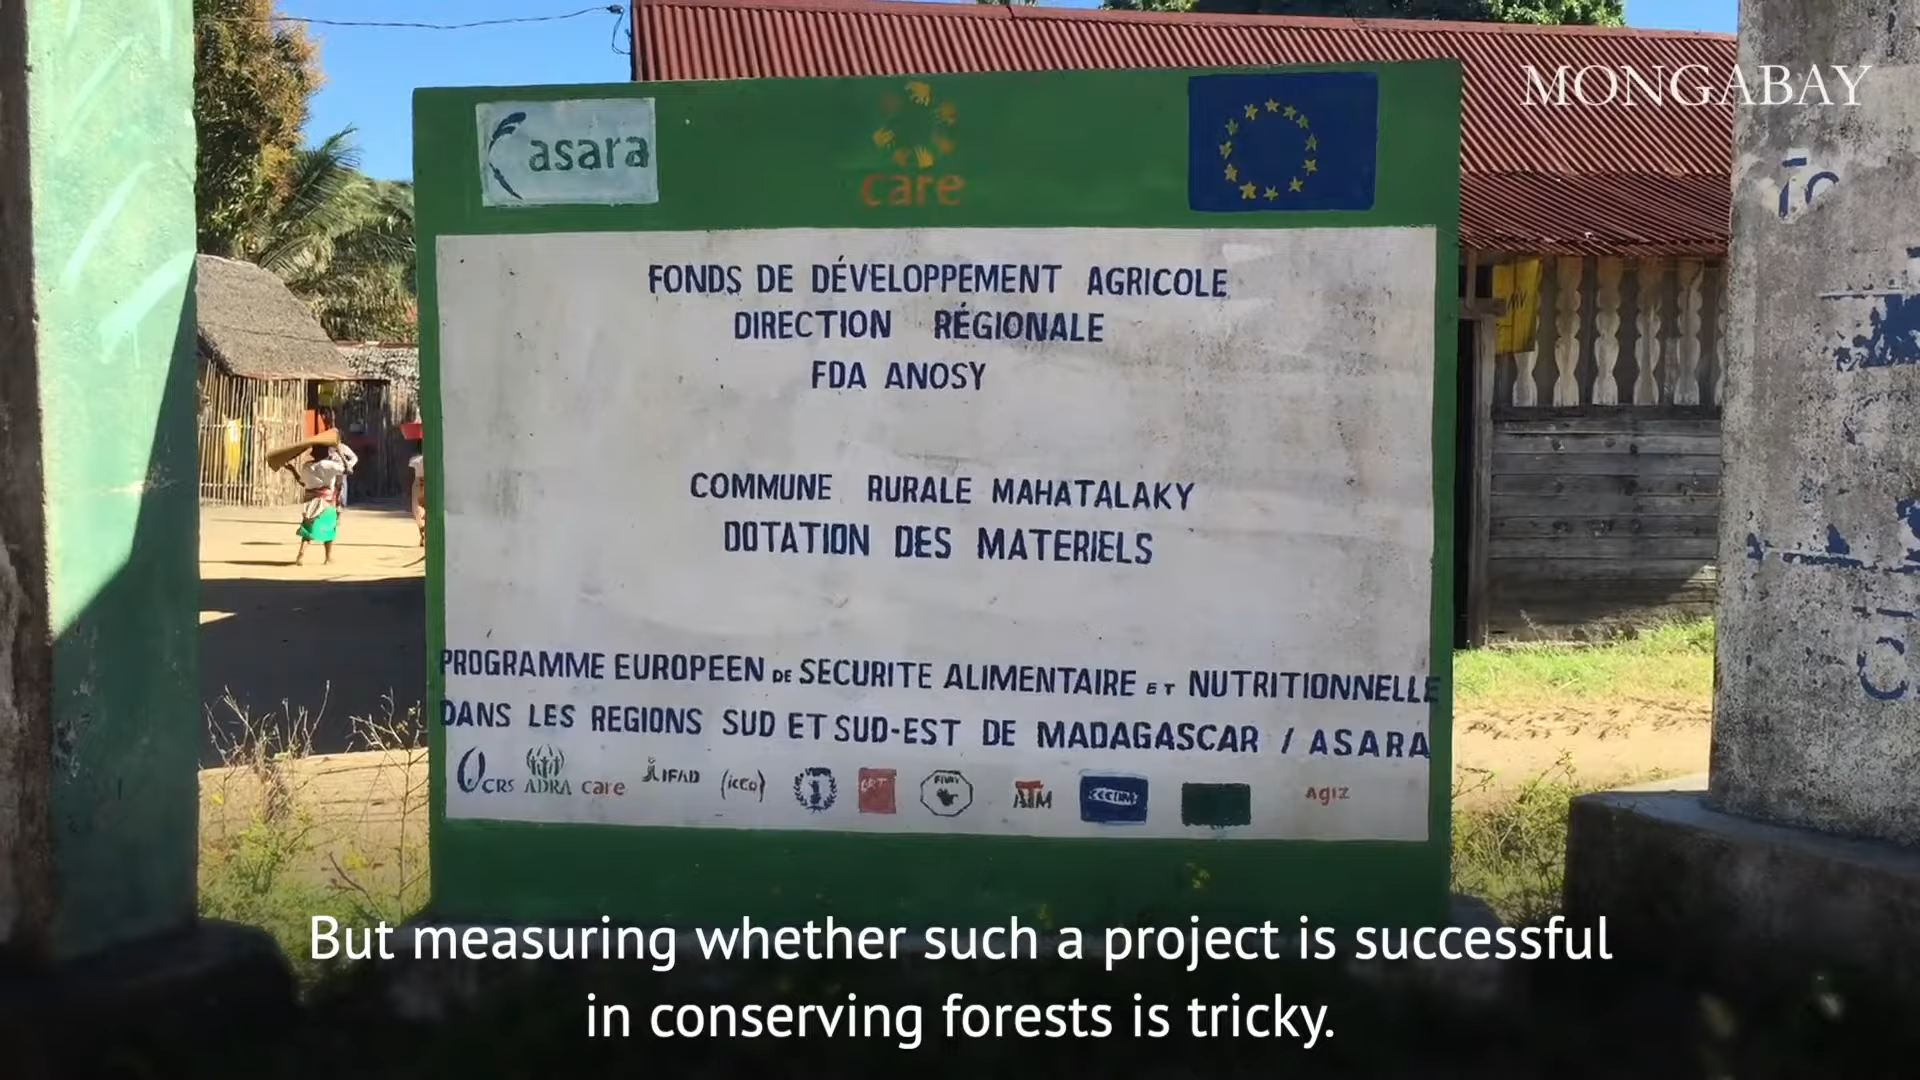 MONGABAY
asara
care
FONDS DE DÉVELOPPEMENT AGRICOLE
DIRECTION RÉGIONALE
FDA ANOSY
COMMUNE RURALE MAHATALAKY
DOTATION DES MATERIELS
PROGRAMME EUROPEEN DE SECURITE ALIMENTAIRE ET NUTRITIONNELLE
DANS LES REGIONS SUD ET SUD-EST DE MADAGASCAR / ASARA
CRS ADRA care IFAD ICCO ATM Agiz
But measuring whether such a project is successful
in conserving forests is tricky.